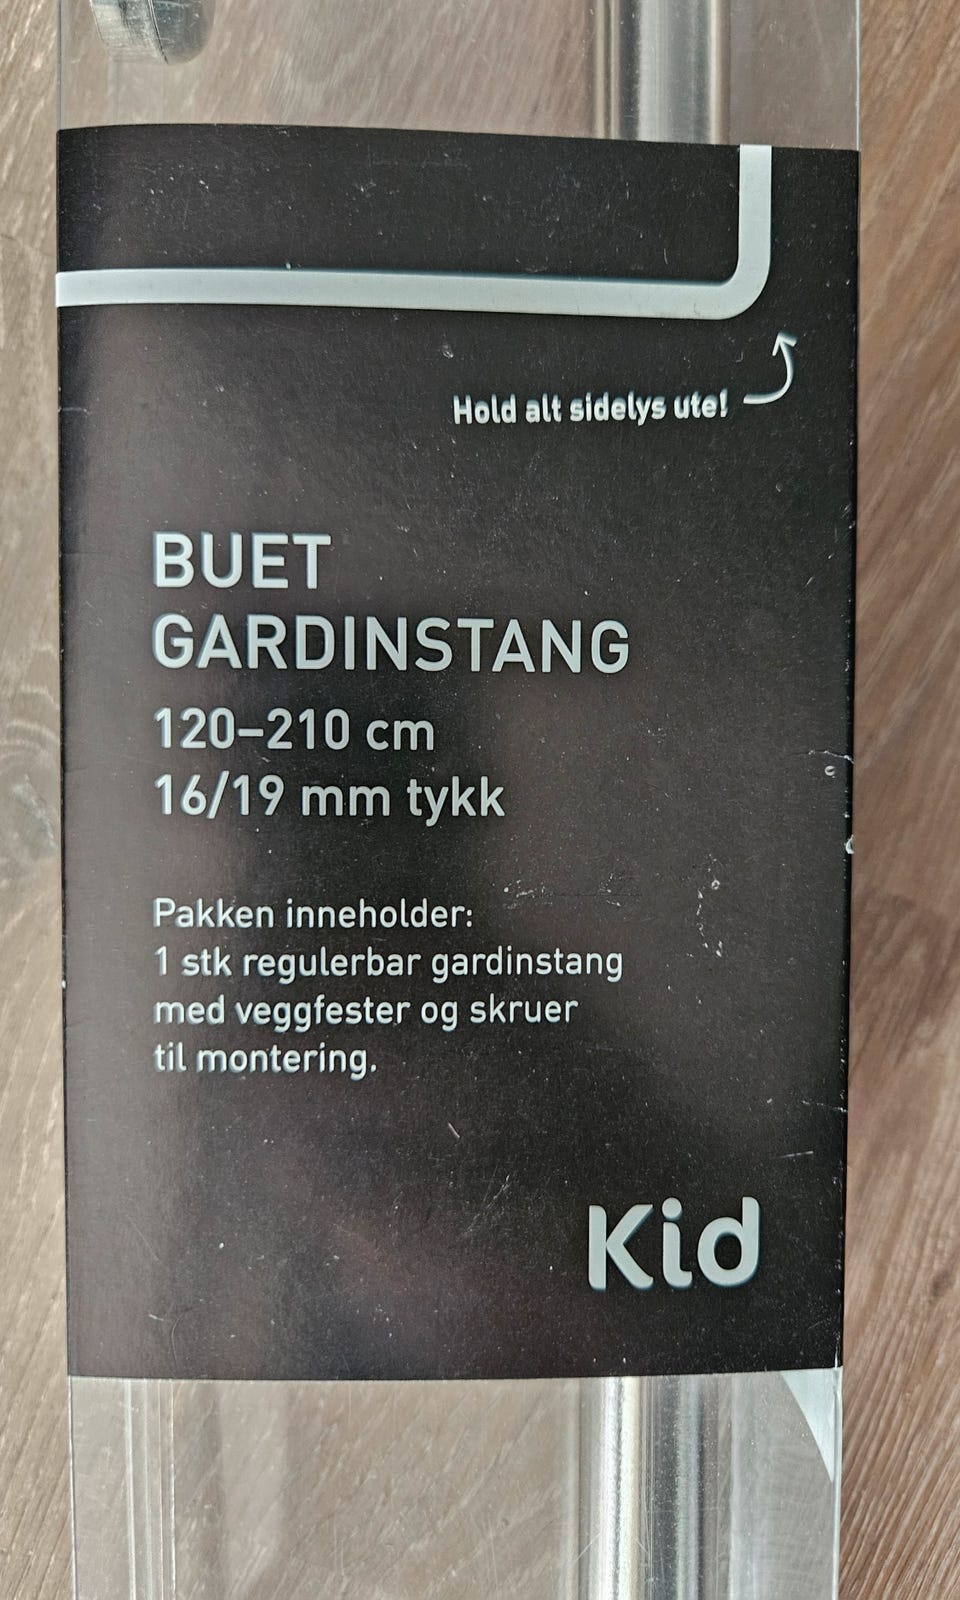 Hold alt sidelys ute!
BUET
GARDINSTANG
120–210 cm
16/19 mm tykk
Pakken inneholder:
1 stk regulerbar gardinstang
med veggfester og skruer
til montering.
Kid